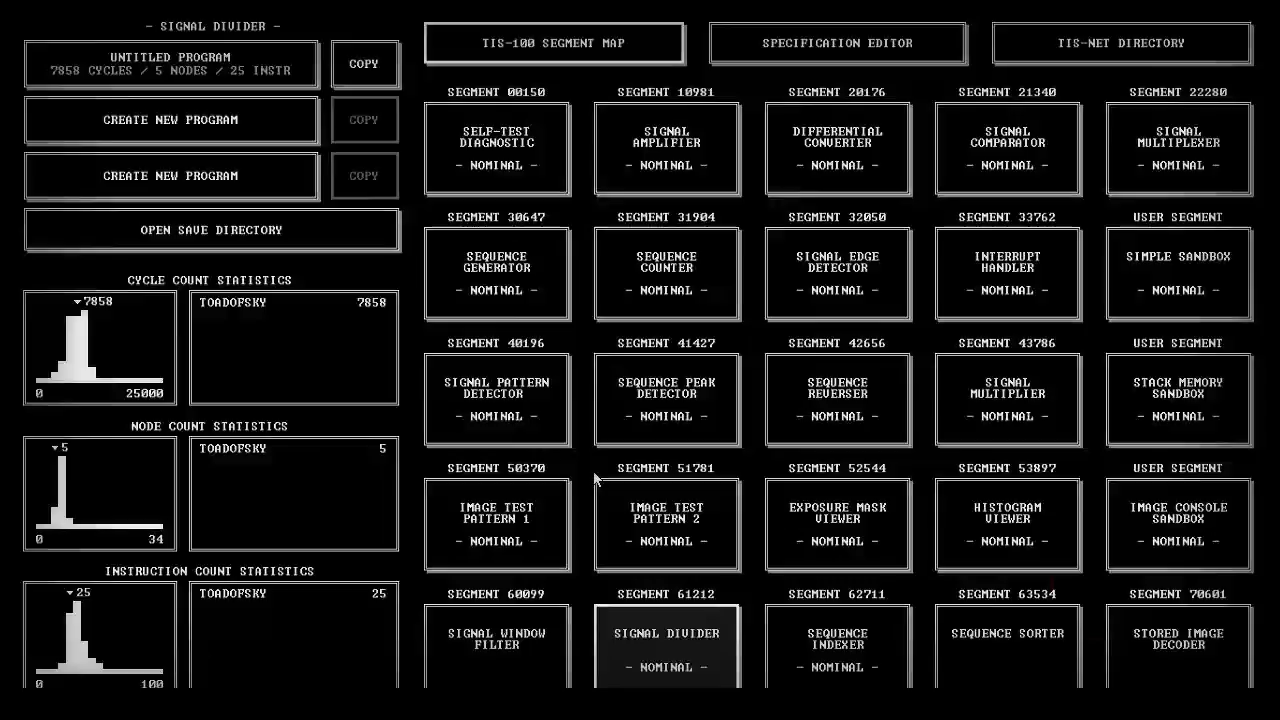 — SIGNAL DIVIDER —
UNTITLED PROGRAM
7858 CYCLES / 5 NODES / 25 INSTR
COPY
CREATE NEW PROGRAM
COPY
CREATE NEW PROGRAM
COPY
OPEN SAVE DIRECTORY
CYCLE COUNT STATISTICS
7858
0 25000
TOADOFSKY 7858
NODE COUNT STATISTICS
5
0 34
TOADOFSKY 5
INSTRUCTION COUNT STATISTICS
25
0 100
TOADOFSKY 25
TIS-100 SEGMENT MAP
SPECIFICATION EDITOR
TIS-NET DIRECTORY
SEGMENT 00150
SELF-TEST
DIAGNOSTIC
— NOMINAL —
SEGMENT 10981
SIGNAL
AMPLIFIER
— NOMINAL —
SEGMENT 20176
DIFFERENTIAL
CONVERTER
— NOMINAL —
SEGMENT 21340
SIGNAL
COMPARATOR
— NOMINAL —
SEGMENT 22280
SIGNAL
MULTIPLEXER
— NOMINAL —
SEGMENT 30647
SEQUENCE
GENERATOR
— NOMINAL —
SEGMENT 31904
SEQUENCE
COUNTER
— NOMINAL —
SEGMENT 32050
SIGNAL EDGE
DETECTOR
— NOMINAL —
SEGMENT 33762
INTERRUPT
HANDLER
— NOMINAL —
USER SEGMENT
SIMPLE SANDBOX
— NOMINAL —
SEGMENT 40196
SIGNAL PATTERN
DETECTOR
— NOMINAL —
SEGMENT 41427
SEQUENCE PEAK
DETECTOR
— NOMINAL —
SEGMENT 42656
SEQUENCE
REVERSER
— NOMINAL —
SEGMENT 43786
SIGNAL
MULTIPLIER
— NOMINAL —
USER SEGMENT
STACK MEMORY
SANDBOX
— NOMINAL —
SEGMENT 50370
IMAGE TEST
PATTERN 1
— NOMINAL —
SEGMENT 51781
IMAGE TEST
PATTERN 2
— NOMINAL —
SEGMENT 52544
EXPOSURE MASK
VIEWER
— NOMINAL —
SEGMENT 53897
HISTOGRAM
VIEWER
— NOMINAL —
USER SEGMENT
IMAGE CONSOLE
SANDBOX
— NOMINAL —
SEGMENT 60099
SIGNAL WINDOW
FILTER
SEGMENT 61212
SIGNAL DIVIDER
— NOMINAL —
SEGMENT 62711
SEQUENCE
INDEXER
— NOMINAL —
SEGMENT 63534
SEQUENCE SORTER
SEGMENT 70601
STORED IMAGE
DECODER